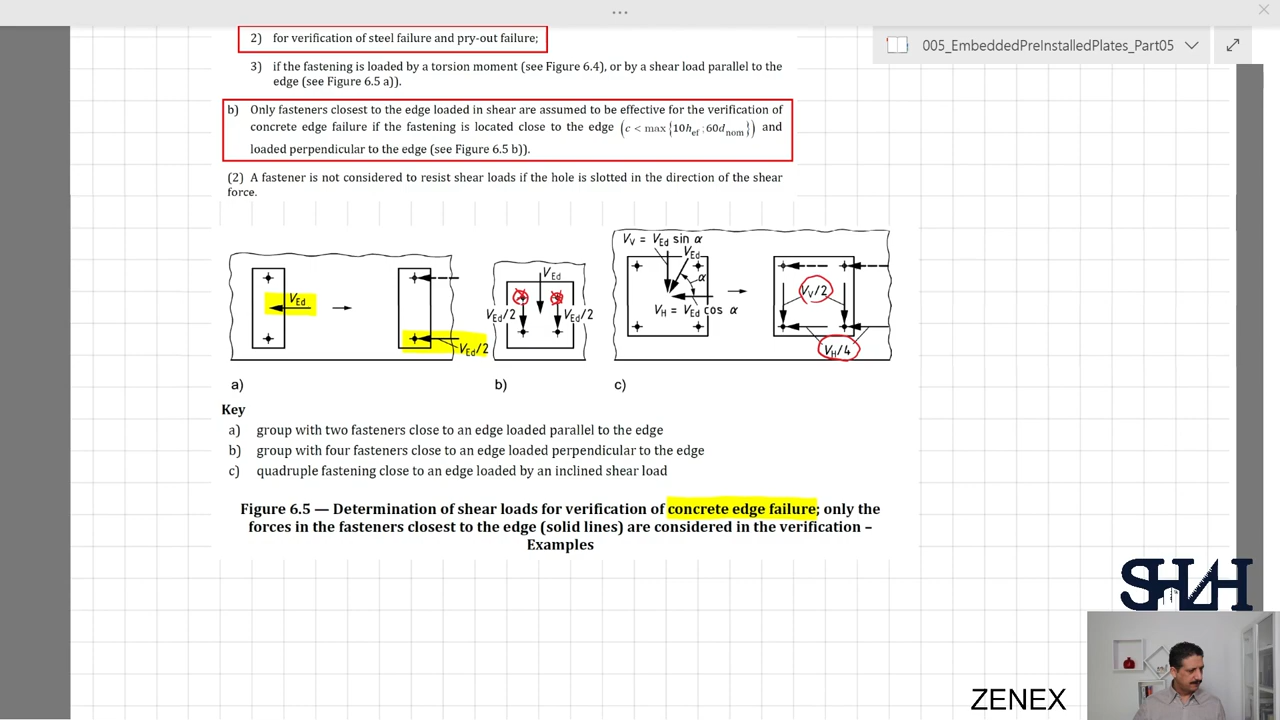 ...
005_EmbeddedPreInstalledPlates_Part05
2) for verification of steel failure and pry-out failure;
3) if the fastening is loaded by a torsion moment (see Figure 6.4), or by a shear load parallel to the
edge (see Figure 6.5 a)).
b) Only fasteners closest to the edge loaded in shear are assumed to be effective for the verification of
concrete edge failure if the fastening is located close to the edge (c < max{10hef ; 60dnom}) and
loaded perpendicular to the edge (see Figure 6.5 b)).
(2) A fastener is not considered to resist shear loads if the hole is slotted in the direction of the shear
force.
VEd
VEd/2
VEd
VEd/2
VEd/2
VV = VEd sin α
VEd
α
VH = VEd cos α
VV/2
VH/4
a) b) c)
Key
a) group with two fasteners close to an edge loaded parallel to the edge
b) group with four fasteners close to an edge loaded perpendicular to the edge
c) quadruple fastening close to an edge loaded by an inclined shear load
Figure 6.5 — Determination of shear loads for verification of concrete edge failure; only the
forces in the fasteners closest to the edge (solid lines) are considered in the verification –
Examples
SHZH
ZENEX